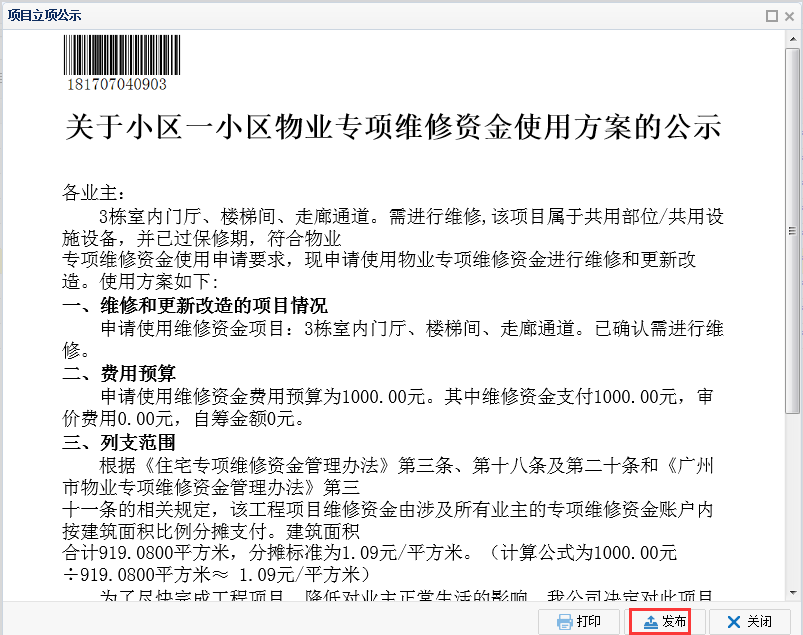 项目立项公示
181707040903
关于小区一小区物业专项维修资金使用方案的公示
各业主：
3栋室内门厅、楼梯间、走廊通道。需进行维修,该项目属于共用部位/共用设
施设备，并已过保修期，符合物业
专项维修资金使用申请要求，现申请使用物业专项维修资金进行维修和更新改
造。使用方案如下：
一、维修和更新改造的项目情况
申请使用维修资金项目：3栋室内门厅、楼梯间、走廊通道。已确认需进行维
修。
二、费用预算
申请使用维修资金费用预算为1000.00元。其中维修资金支付1000.00元，审
价费用0.00元，自筹金额0元。
三、列支范围
根据《住宅专项维修资金管理办法》第三条、第十八条及第二十条和《广州
市物业专项维修资金管理办法》第三
十一条的相关规定，该工程项目维修资金由涉及所有业主的专项维修资金账户内
按建筑面积比例分摊支付。建筑面积
合计919.0800平方米，分摊标准为1.09元/平方米。（计算公式为1000.00元
÷919.0800平方米≈ 1.09元/平方米）
为了尽快完成工程项目，降低对业主正常生活的影响，我公司决定对此项目
打印 发布 关闭